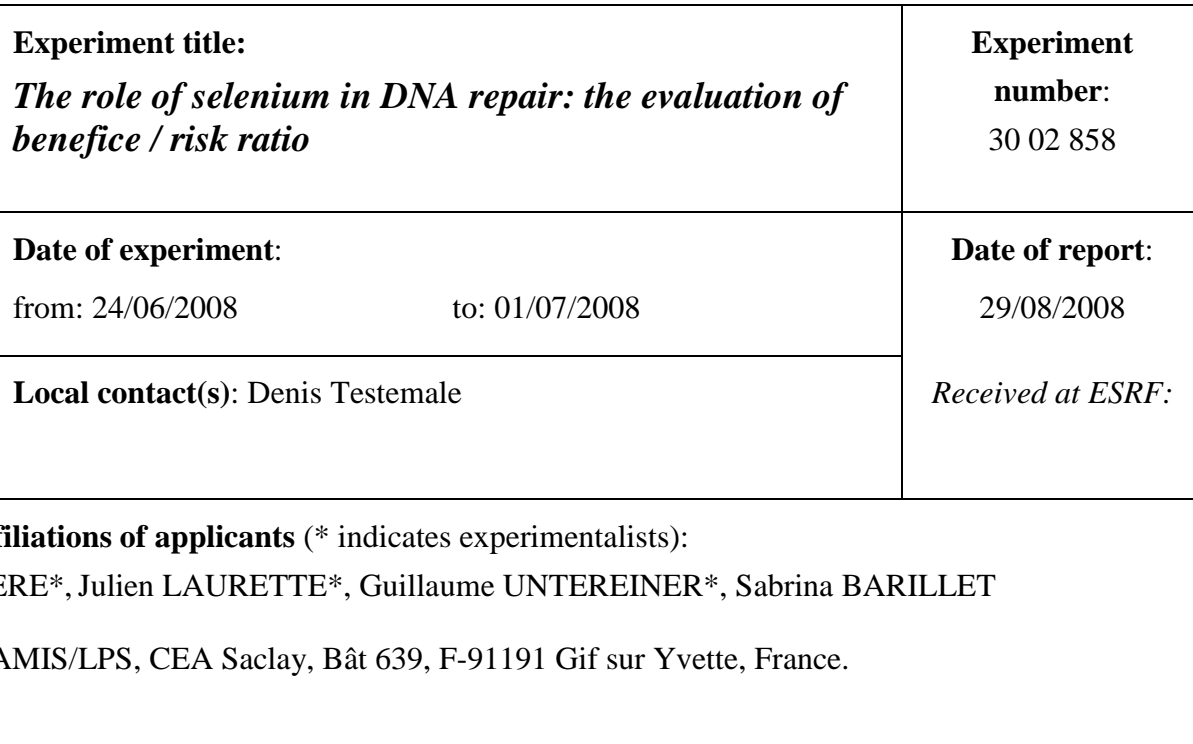 Experiment title:
The role of selenium in DNA repair: the evaluation of
benefice / risk ratio
Experiment
number:
30 02 858
Date of experiment:
from: 24/06/2008 to: 01/07/2008
Date of report:
29/08/2008
Local contact(s): Denis Testemale
Received at ESRF:
filiations of applicants (* indicates experimentalists):
ERE*, Julien LAURETTE*, Guillaume UNTEREINER*, Sabrina BARILLET
AMIS/LPS, CEA Saclay, Bât 639, F-91191 Gif sur Yvette, France.